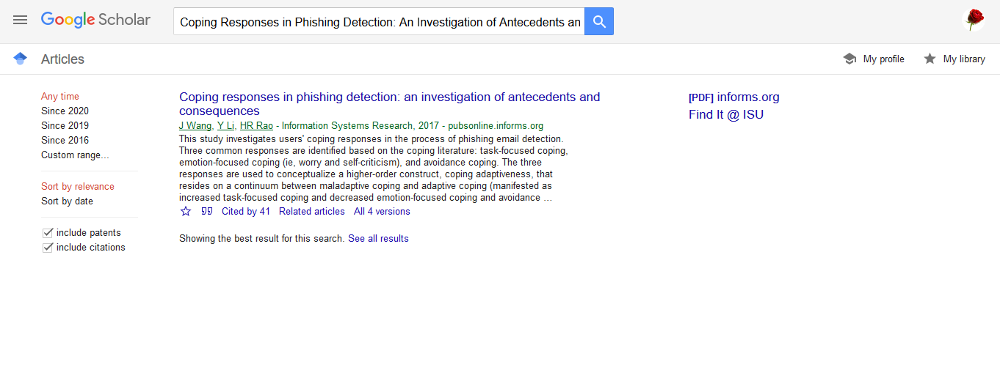 Google Scholar
Coping Responses in Phishing Detection: An Investigation of Antecedents an
Articles
My profile
My library
Any time
Since 2020
Since 2019
Since 2016
Custom range...
Sort by relevance
Sort by date
include patents
include citations
Coping responses in phishing detection: an investigation of antecedents and
consequences
J Wang, Y Li, HR Rao - Information Systems Research, 2017 - pubsonline.informs.org
This study investigates users' coping responses in the process of phishing email detection.
Three common responses are identified based on the coping literature: task-focused coping,
emotion-focused coping (ie, worry and self-criticism), and avoidance coping. The three
responses are used to conceptualize a higher-order construct, coping adaptiveness, that
resides on a continuum between maladaptive coping and adaptive coping (manifested as
increased task-focused coping and decreased emotion-focused coping and avoidance …
Cited by 41 Related articles All 4 versions
Showing the best result for this search. See all results
[PDF] informs.org
Find It @ ISU